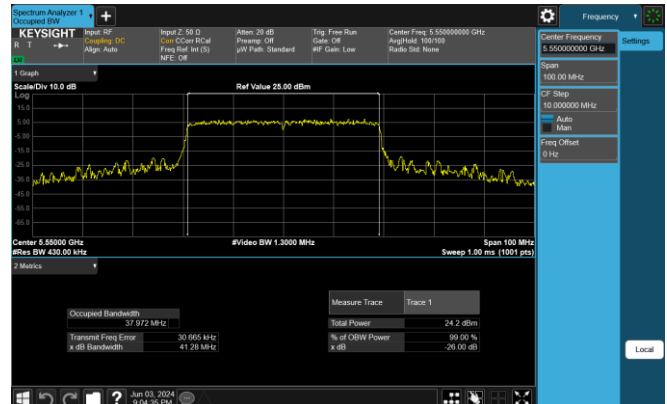 Spectrum Analyzer 1
Occupied BW
Frequency
KEYSIGHT
R T
LXI
Input: RF
Coupling: DC
Align: Auto
Input Z: 50 Ω
Corr CCorr RCal
Freq Ref: Int (S)
NFE: Off
Atten: 20 dB
Preamp: Off
µW Path: Standard
Trig: Free Run
Gate: Off
#IF Gain: Low
Center Freq: 5.550000000 GHz
Avg|Hold: 100/100
Radio Std: None
Center Frequency
5.550000000 GHz
Settings
Span
100.00 MHz
CF Step
10.000000 MHz
Auto
Man
Freq Offset
0 Hz
Local
1 Graph
Scale/Div 10.0 dB
Ref Value 25.00 dBm
Log
15.0
5.00
-5.00
-15.0
-25.0
-35.0
-45.0
-55.0
-65.0
Center 5.55000 GHz
#Video BW 1.3000 MHz
Span 100 MHz
#Res BW 430.00 kHz
Sweep 1.00 ms (1001 pts)
2 Metrics
Measure Trace
Trace 1
Occupied Bandwidth
37.972 MHz
Total Power
24.2 dBm
Transmit Freq Error
30.665 kHz
% of OBW Power
99.00 %
x dB Bandwidth
41.28 MHz
x dB
-26.00 dB
?
Jun 03, 2024
9:04:35 PM